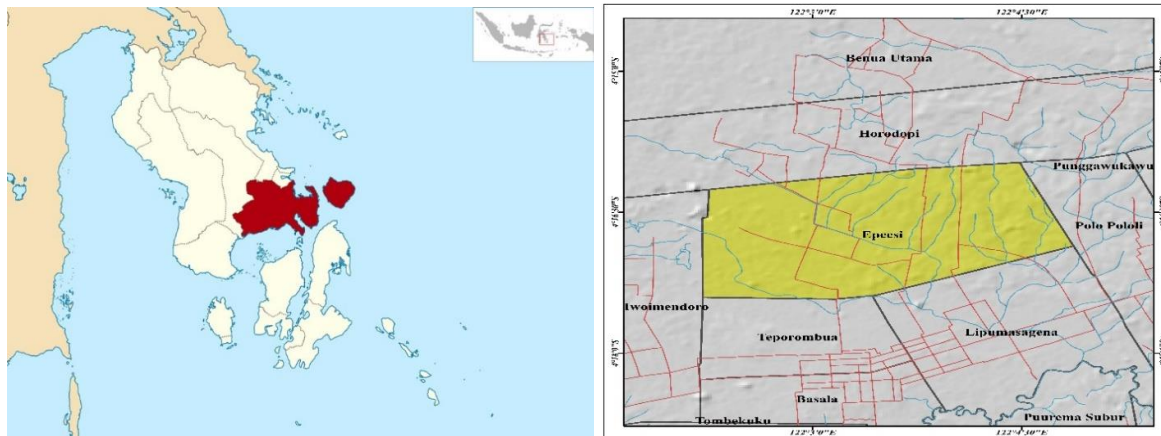 122°3'0"E
122°4'30"E
Benua Utama
Horodopi
Punggawukawu
Polo Pololi
Epeesi
Iwoimendoro
Teporombua
Lipumasagena
Basala
Tombekuku
Puurema Subur
122°3'0"E
122°4'30"E